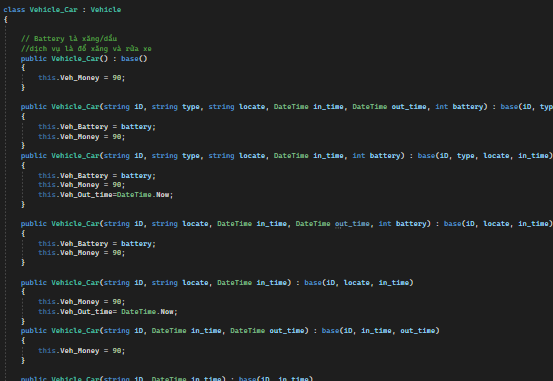 class Vehicle_Car : Vehicle
{
// Battery là xăng/dầu
//dịch vụ là đổ xăng và rửa xe
public Vehicle_Car() : base()
{
this.Veh_Money = 90;
}
public Vehicle_Car(string iD, string type, string locate, DateTime in_time, DateTime out_time, int battery) : base(iD, typ
{
this.Veh_Battery = battery;
this.Veh_Money = 90;
}
public Vehicle_Car(string iD, string type, string locate, DateTime in_time, int battery) : base(iD, type, locate, in_time)
{
this.Veh_Battery = battery;
this.Veh_Money = 90;
this.Veh_Out_time=DateTime.Now;
}
public Vehicle_Car(string iD, string locate, DateTime in_time, DateTime out_time, int battery) : base(iD, locate, in_time)
{
this.Veh_Battery = battery;
this.Veh_Money = 90;
}
public Vehicle_Car(string iD, string locate, DateTime in_time) : base(iD, locate, in_time)
{
this.Veh_Money = 90;
this.Veh_Out_time= DateTime.Now;
}
public Vehicle_Car(string iD, DateTime in_time, DateTime out_time) : base(iD, in_time, out_time)
{
this.Veh_Money = 90;
}
public Vehicle_Car(string iD, DateTime in_time) : base(iD, in_time)